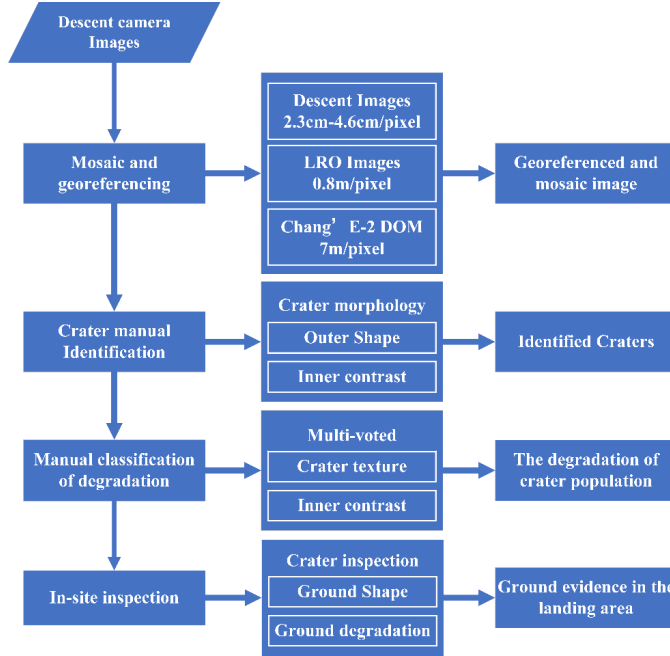 Descent camera
Images
Mosaic and
georeferencing
Descent Images
2.3cm-4.6cm/pixel
LRO Images
0.8m/pixel
Chang’ E-2 DOM
7m/pixel
Georeferenced and
mosaic image
Crater manual
Identification
Crater morphology
Outer Shape
Inner contrast
Identified Craters
Manual classification
of degradation
Multi-voted
Crater texture
Inner contrast
The degradation of
crater population
In-site inspection
Crater inspection
Ground Shape
Ground degradation
Ground evidence in the
landing area